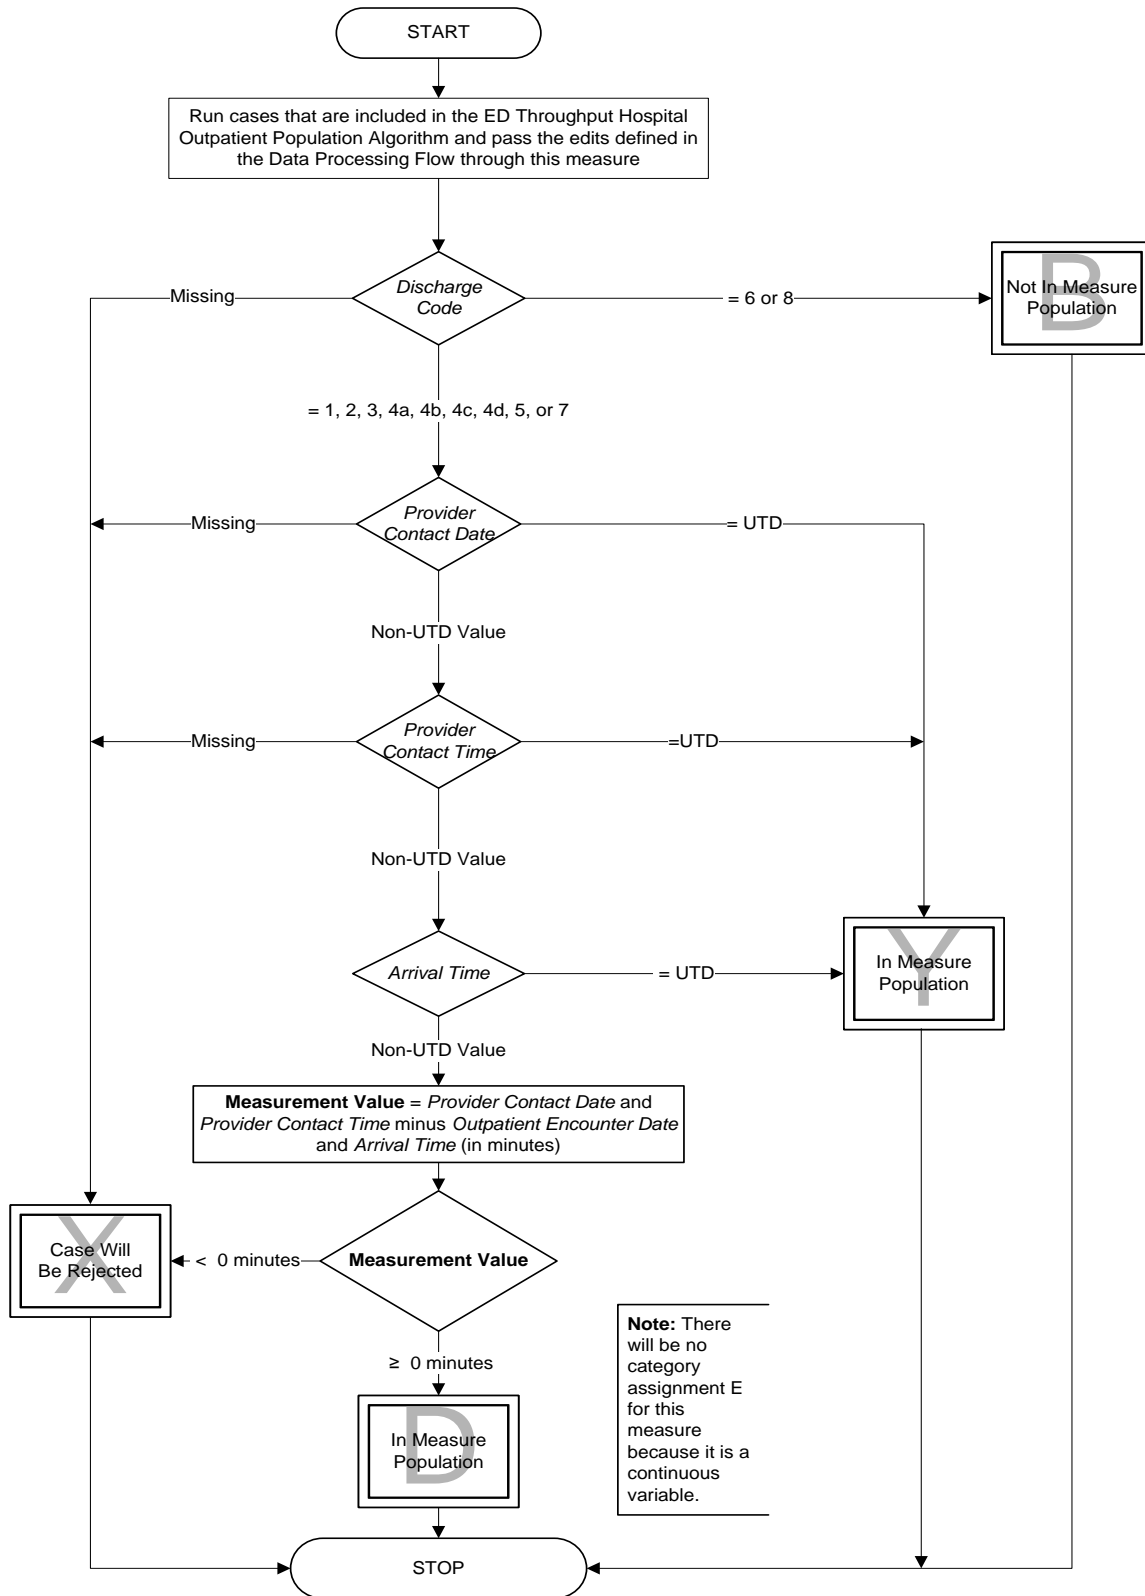 START
Run cases that are included in the ED Throughput Hospital
Outpatient Population Algorithm and pass the edits defined in
the Data Processing Flow through this measure
Discharge
Code
Missing
= 6 or 8
B
Not In Measure
Population
= 1, 2, 3, 4a, 4b, 4c, 4d, 5, or 7
Provider
Contact Date
Missing
= UTD
Non-UTD Value
Provider
Contact Time
Missing
=UTD
Non-UTD Value
Arrival Time
= UTD
Y
In Measure
Population
Non-UTD Value
Measurement Value = Provider Contact Date and
Provider Contact Time minus Outpatient Encounter Date
and Arrival Time (in minutes)
X
Case Will
Be Rejected
< 0 minutes
Measurement Value
≥ 0 minutes
D
In Measure
Population
Note: There
will be no
category
assignment E
for this
measure
because it is a
continuous
variable.
STOP